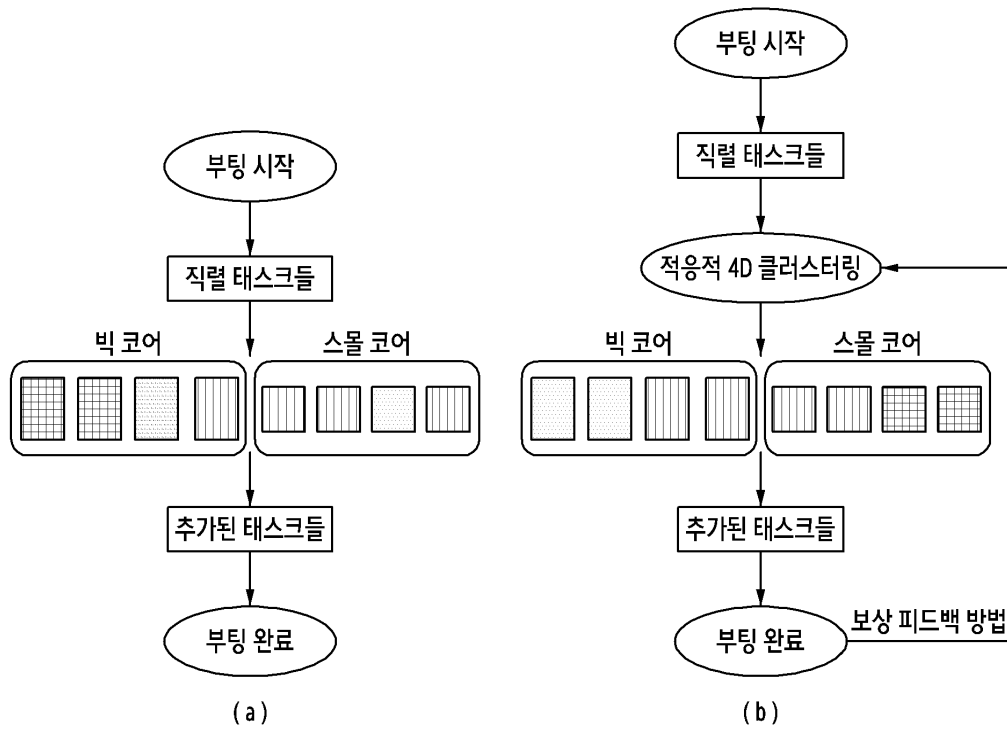 부팅 시작
직렬 태스크들
빅 코어
스몰 코어
추가된 태스크들
부팅 완료
(a)
부팅 시작
직렬 태스크들
적응적 4D 클러스터링
빅 코어
스몰 코어
추가된 태스크들
부팅 완료
보상 피드백 방법
(b)